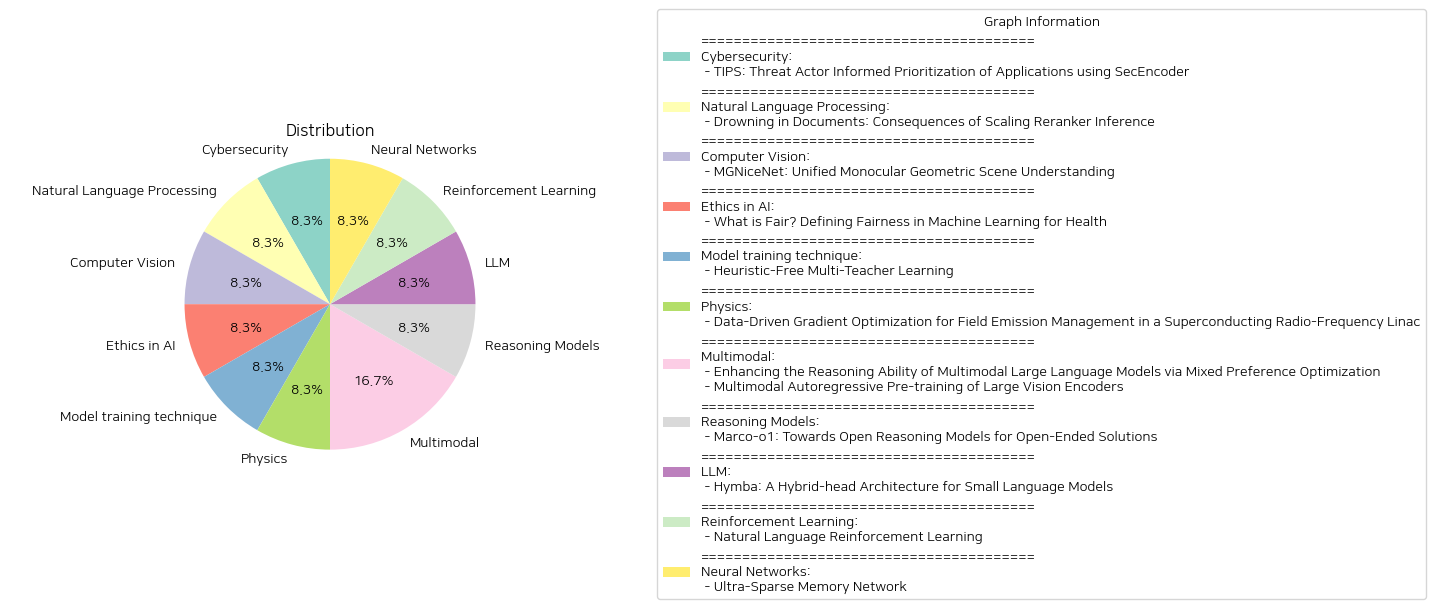 Distribution
Cybersecurity
Neural Networks
Natural Language Processing
Reinforcement Learning
8.3%
8.3%
8.3%
8.3%
Computer Vision
LLM
8.3%
8.3%
8.3%
8.3%
Ethics in AI
Reasoning Models
8.3%
16.7%
8.3%
Model training technique
Multimodal
Physics
Graph Information
========================================
Cybersecurity:
- TIPS: Threat Actor Informed Prioritization of Applications using SecEncoder
========================================
Natural Language Processing:
- Drowning in Documents: Consequences of Scaling Reranker Inference
========================================
Computer Vision:
- MGNiceNet: Unified Monocular Geometric Scene Understanding
========================================
Ethics in AI:
- What is Fair? Defining Fairness in Machine Learning for Health
========================================
Model training technique:
- Heuristic-Free Multi-Teacher Learning
========================================
Physics:
- Data-Driven Gradient Optimization for Field Emission Management in a Superconducting Radio-Frequency Linac
========================================
Multimodal:
- Enhancing the Reasoning Ability of Multimodal Large Language Models via Mixed Preference Optimization
- Multimodal Autoregressive Pre-training of Large Vision Encoders
========================================
Reasoning Models:
- Marco-o1: Towards Open Reasoning Models for Open-Ended Solutions
========================================
LLM:
- Hymba: A Hybrid-head Architecture for Small Language Models
========================================
Reinforcement Learning:
- Natural Language Reinforcement Learning
========================================
Neural Networks:
- Ultra-Sparse Memory Network